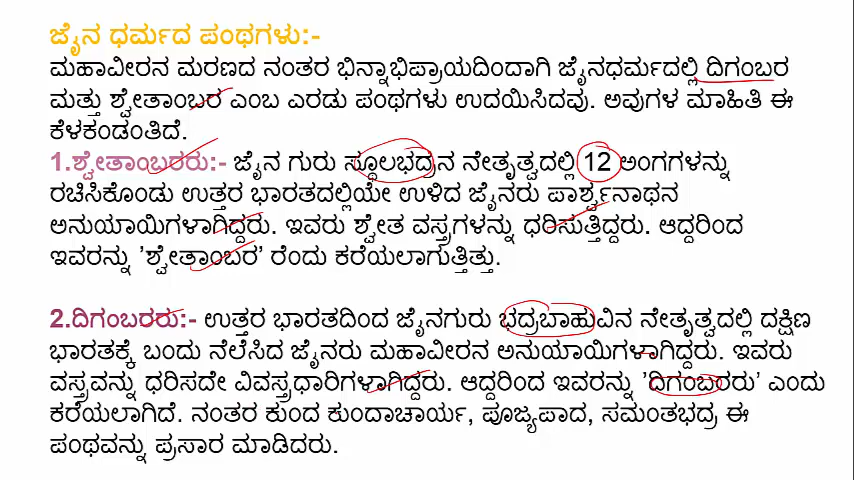 ಜೈನ ಧರ್ಮದ ಪಂಥಗಳು:-
ಮಹಾವೀರನ ಮರಣದ ನಂತರ ಭಿನ್ನಾಭಿಪ್ರಾಯದಿಂದಾಗಿ ಜೈನಧರ್ಮದಲ್ಲಿ ದಿಗಂಬರ
ಮತ್ತು ಶ್ವೇತಾಂಬರ ಎಂಬ ಎರಡು ಪಂಥಗಳು ಉದಯಿಸಿದವು. ಅವುಗಳ ಮಾಹಿತಿ ಈ
ಕೆಳಕಂಡಂತಿದೆ.
1.ಶ್ವೇತಾಂಬರರು:- ಜೈನ ಗುರು ಸ್ಥೂಲಭದ್ರನ ನೇತೃತ್ವದಲ್ಲಿ 12 ಅಂಗಗಳನ್ನು
ರಚಿಸಿಕೊಂಡು ಉತ್ತರ ಭಾರತದಲ್ಲಿಯೇ ಉಳಿದ ಜೈನರು ಪಾರ್ಶ್ವನಾಥನ
ಅನುಯಾಯಿಗಳಾಗಿದ್ದರು. ಇವರು ಶ್ವೇತ ವಸ್ತ್ರಗಳನ್ನು ಧರಿಸುತ್ತಿದ್ದರು. ಆದ್ದರಿಂದ
ಇವರನ್ನು 'ಶ್ವೇತಾಂಬರ' ರೆಂದು ಕರೆಯಲಾಗುತ್ತಿತ್ತು.
2.ದಿಗಂಬರರು:- ಉತ್ತರ ಭಾರತದಿಂದ ಜೈನಗುರು ಭದ್ರಬಾಹುವಿನ ನೇತೃತ್ವದಲ್ಲಿ ದಕ್ಷಿಣ
ಭಾರತಕ್ಕೆ ಬಂದು ನೆಲೆಸಿದ ಜೈನರು ಮಹಾವೀರನ ಅನುಯಾಯಿಗಳಾಗಿದ್ದರು. ಇವರು
ವಸ್ತ್ರವನ್ನು ಧರಿಸದೇ ವಿವಸ್ತ್ರಧಾರಿಗಳಾಗಿದ್ದರು. ಆದ್ದರಿಂದ ಇವರನ್ನು 'ದಿಗಂಬರರು' ಎಂದು
ಕರೆಯಲಾಗಿದೆ. ನಂತರ ಕುಂದ ಕುಂದಾಚಾರ್ಯ, ಪೂಜ್ಯಪಾದ, ಸಮಂತಭದ್ರ ಈ
ಪಂಥವನ್ನು ಪ್ರಸಾರ ಮಾಡಿದರು.